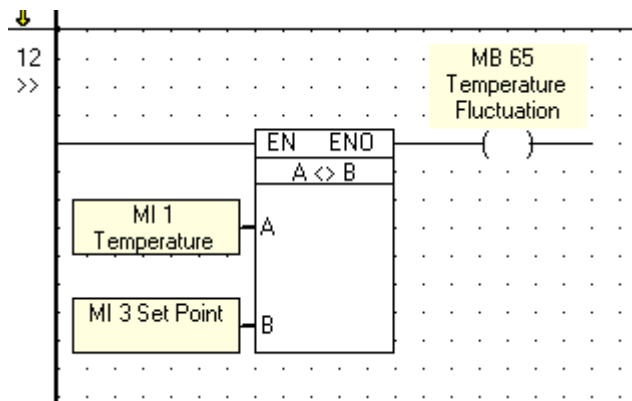 12
>>
MB 65
Temperature
Fluctuation
EN ENO
A <> B
MI 1
Temperature
A
MI 3 Set Point
B